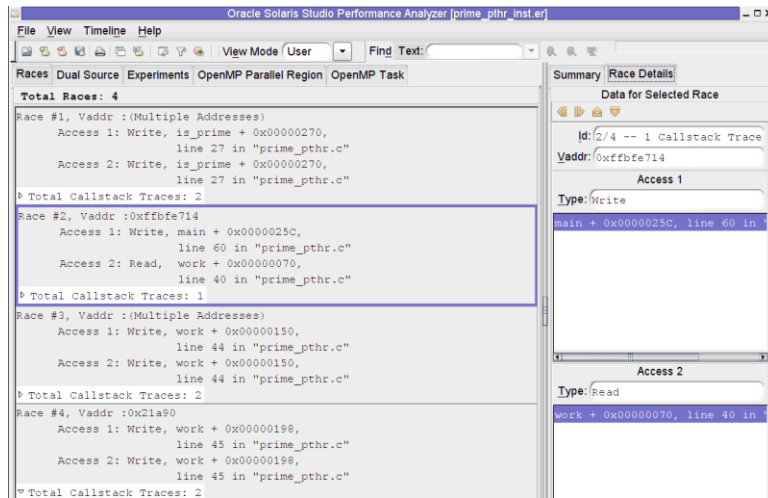 Oracle Solaris Studio Performance Analyzer [prime_pthr_inst.er]
File View Timeline Help
View Mode User Find Text:
Races Dual Source Experiments OpenMP Parallel Region OpenMP Task
Total Races: 4
Race #1, Vaddr :(Multiple Addresses)
Access 1: Write, is_prime + 0x00000270,
line 27 in "prime_pthr.c"
Access 2: Write, is_prime + 0x00000270,
line 27 in "prime_pthr.c"
Total Callstack Traces: 2
Race #2, Vaddr :0xffbfe714
Access 1: Write, main + 0x0000025C,
line 60 in "prime_pthr.c"
Access 2: Read, work + 0x00000070,
line 40 in "prime_pthr.c"
Total Callstack Traces: 1
Race #3, Vaddr :(Multiple Addresses)
Access 1: Write, work + 0x00000150,
line 44 in "prime_pthr.c"
Access 2: Write, work + 0x00000150,
line 44 in "prime_pthr.c"
Total Callstack Traces: 2
Race #4, Vaddr :0x21a90
Access 1: Write, work + 0x00000198,
line 45 in "prime_pthr.c"
Access 2: Write, work + 0x00000198,
line 45 in "prime_pthr.c"
Total Callstack Traces: 2
Summary Race Details
Data for Selected Race
Id: 2/4 -- 1 Callstack Trace
Vaddr: 0xffbfe714
Access 1
Type: Write
main + 0x0000025C, line 60 in "
Access 2
Type: Read
work + 0x00000070, line 40 in "